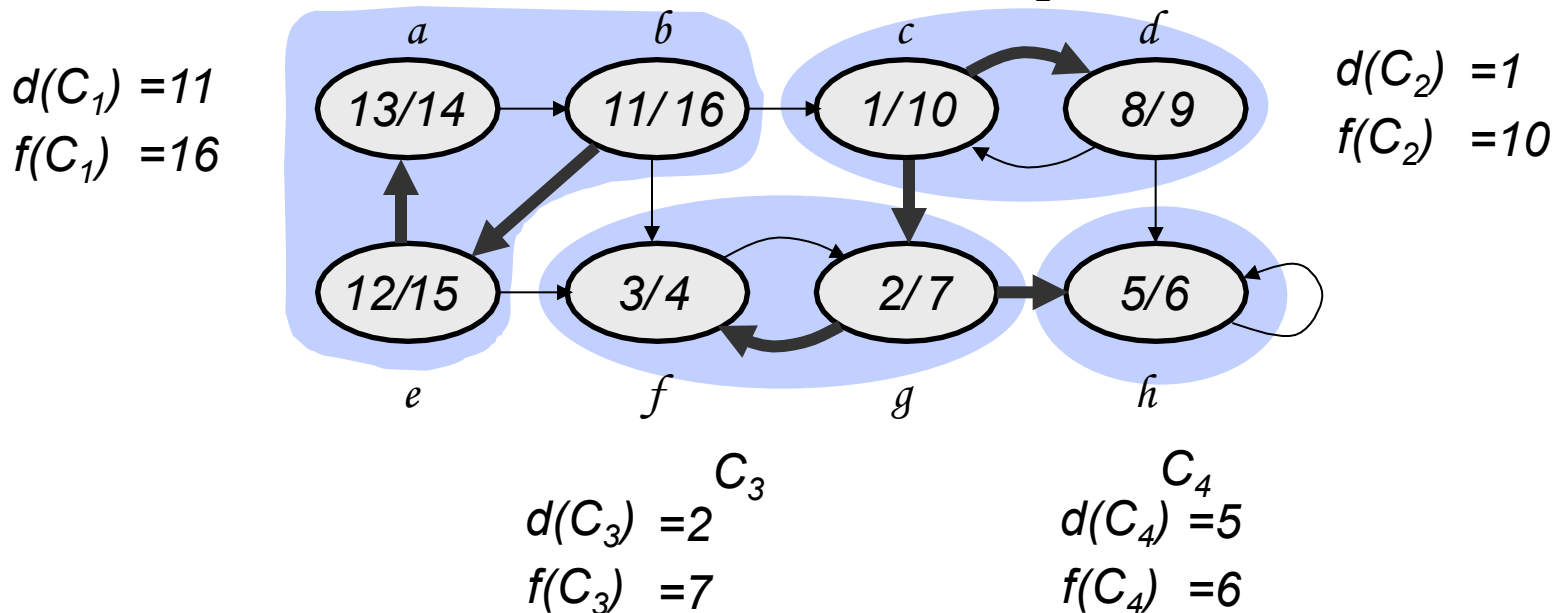 a b c d
d(C₁) =11
f(C₁) =16
13/14 11/16 1/10 8/9
d(C₂) =1
f(C₂) =10
12/15 3/4 2/7 5/6
e f g h
C₃ C₄
d(C₃) =2 d(C₄) =5
f(C₃) =7 f(C₄) =6